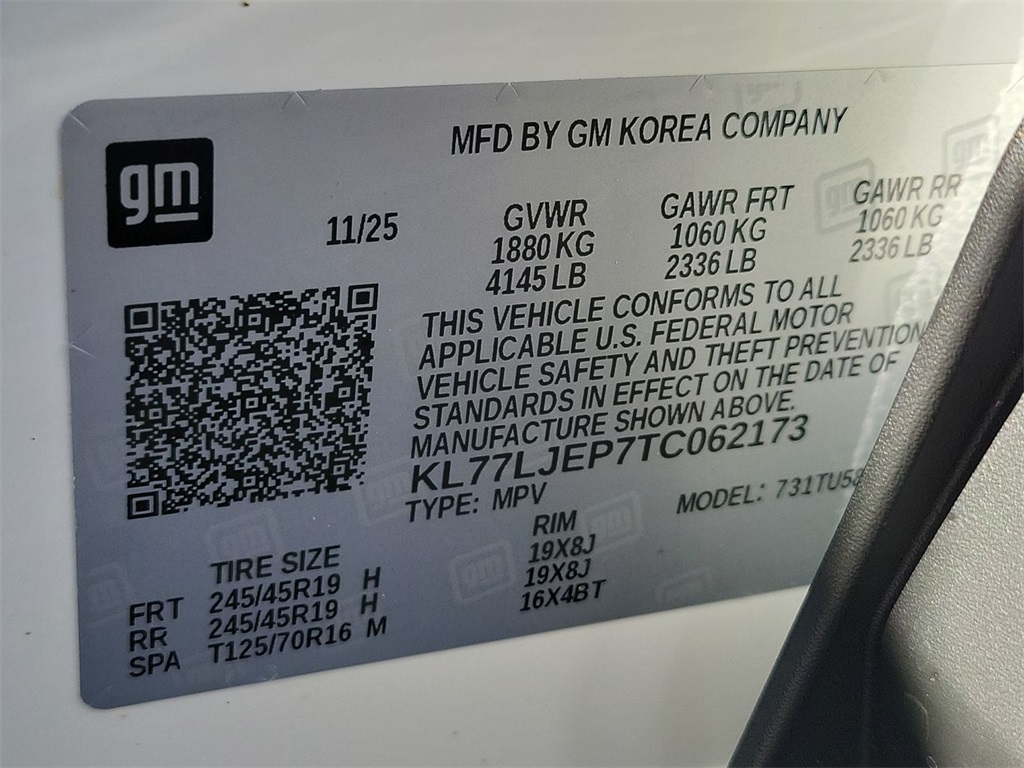 gm
MFD BY GM KOREA COMPANY
11/25
GVWR
1880 KG
4145 LB
GAWR FRT
1060 KG
2336 LB
GAWR RR
1060 KG
2336 LB
THIS VEHICLE CONFORMS TO ALL
APPLICABLE U.S. FEDERAL MOTOR
VEHICLE SAFETY AND THEFT PREVENTION
STANDARDS IN EFFECT ON THE DATE OF
MANUFACTURE SHOWN ABOVE.
KL77LJEP7TC062173
TYPE: MPV MODEL: 731TU58
TIRE SIZE RIM
FRT 245/45R19 H 19X8J
RR 245/45R19 H 19X8J
SPA T125/70R16 M 16X4BT